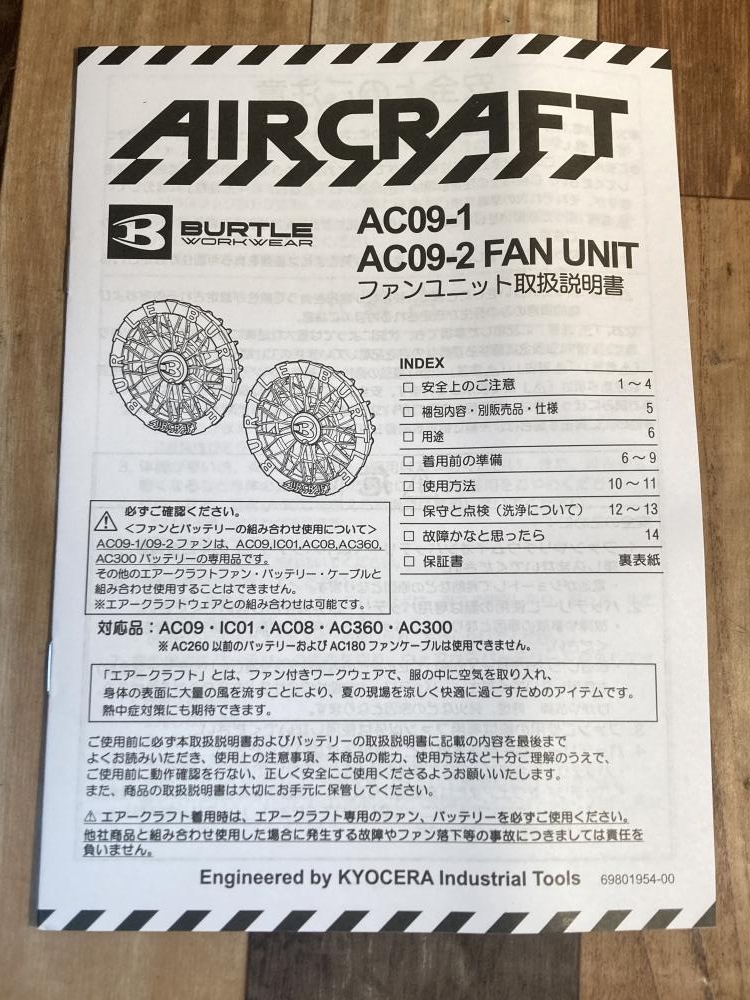 AIRCRAFT
BURTLE
WORKWEAR
AC09-1
AC09-2 FAN UNIT
ファンユニット取扱説明書
BURTLE
BURTLE
B
AIRCRAFT
BURTLE
BURTLE
B
AIRCRAFT
INDEX
□ 安全上のご注意 1～4
□ 梱包内容・別販売品・仕様 5
□ 用途 6
□ 着用前の準備 6～9
□ 使用方法 10～11
□ 保守と点検（洗浄について） 12～13
□ 故障かなと思ったら 14
□ 保証書 裏表紙
必ずご確認ください。
＜ファンとバッテリーの組み合わせ使用について＞
AC09-1/09-2ファンは、AC09,IC01,AC08,AC360,
AC300バッテリーの専用品です。
その他のエアークラフトファン・バッテリー・ケーブルと
組み合わせ使用することはできません。
※エアークラフトウェアとの組み合わせは可能です。
対応品：AC09・IC01・AC08・AC360・AC300
※ AC260 以前のバッテリーおよび AC180 ファンケーブルは使用できません。
「エアークラフト」とは、ファン付きワークウェアで、服の中に空気を取り入れ、
身体の表面に大量の風を流すことにより、夏の現場を涼しく快適に過ごすためのアイテムです。
熱中症対策にも期待できます。
ご使用前に必ず本取扱説明書およびバッテリーの取扱説明書に記載の内容を最後まで
よくお読みいただき、使用上の注意事項、本商品の能力、使用方法など十分ご理解のうえで、
ご使用前に動作確認を行ない、正しく安全にご使用くださるようお願いいたします。
また、商品の取扱説明書は大切にお手元に保管してください。
⚠ エアークラフト着用時は、エアークラフト専用のファン、バッテリーを必ずご使用ください。
他社商品と組み合わせ使用した場合に発生する故障やファン落下等の事故につきましては責任を
負いません。
Engineered by KYOCERA Industrial Tools 69801954-00